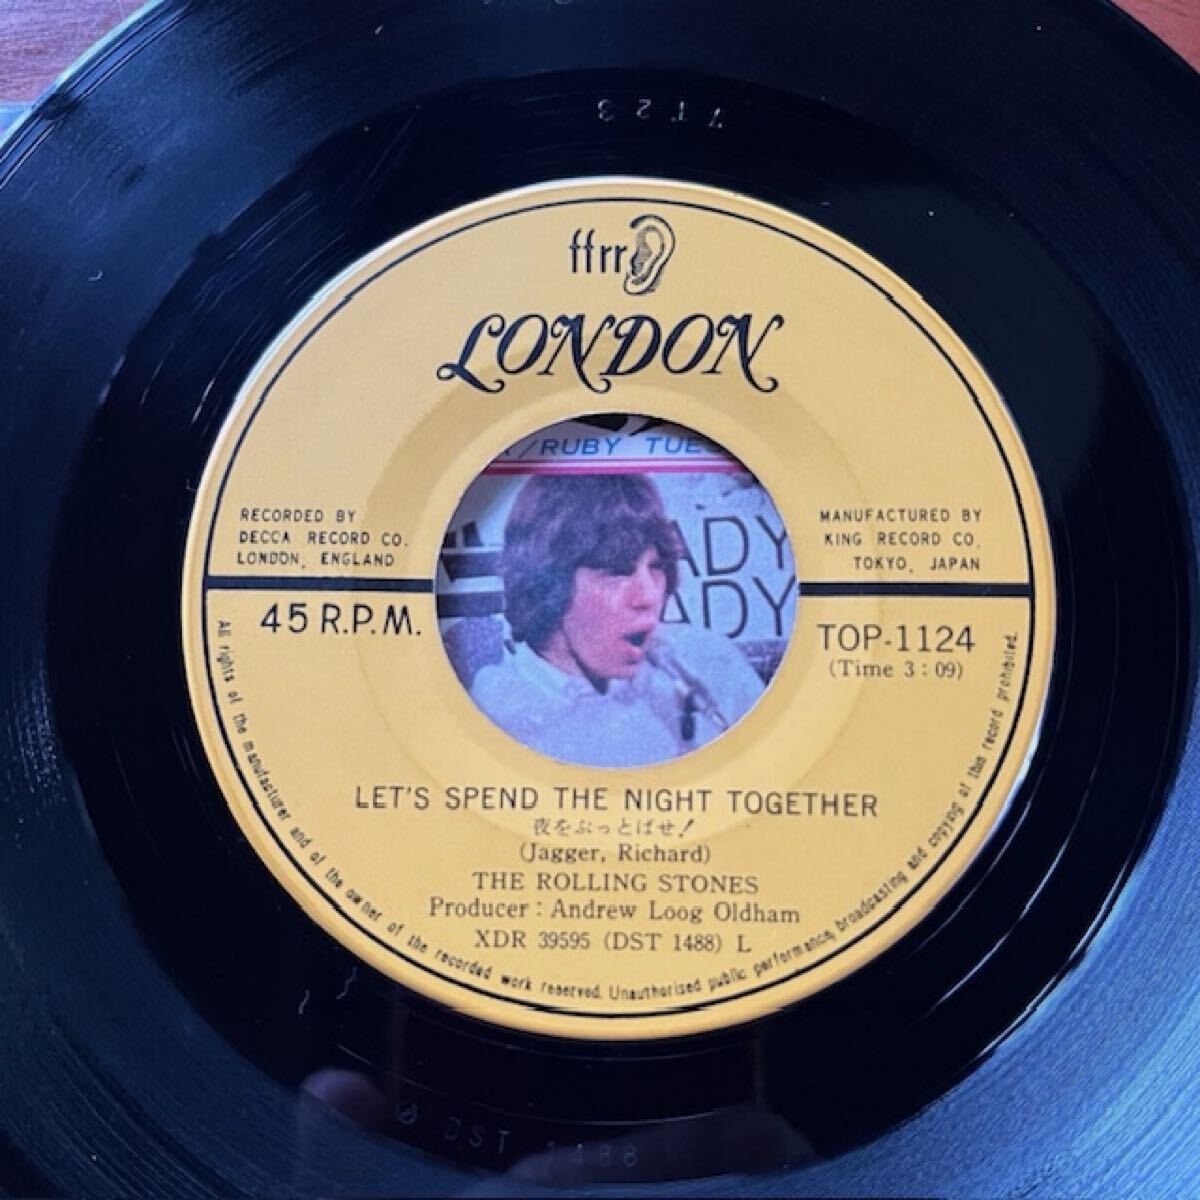 7T23
ffrr
LONDON
/RUBY TUES
ADY
ADY
RECORDED BY
DECCA RECORD CO.
LONDON, ENGLAND
MANUFACTURED BY
KING RECORD CO.
TOKYO, JAPAN
45 R.P.M.
TOP-1124
(Time 3:09)
LET'S SPEND THE NIGHT TOGETHER
夜をぶっとばせ!
(Jagger, Richard)
THE ROLLING STONES
Producer: Andrew Loog Oldham
XDR 39595 (DST 1488) L
All rights of the manufacturer and of the owner of the recorded work reserved. Unauthorised public performance, broadcasting and copying of this record prohibited.
DST 1488